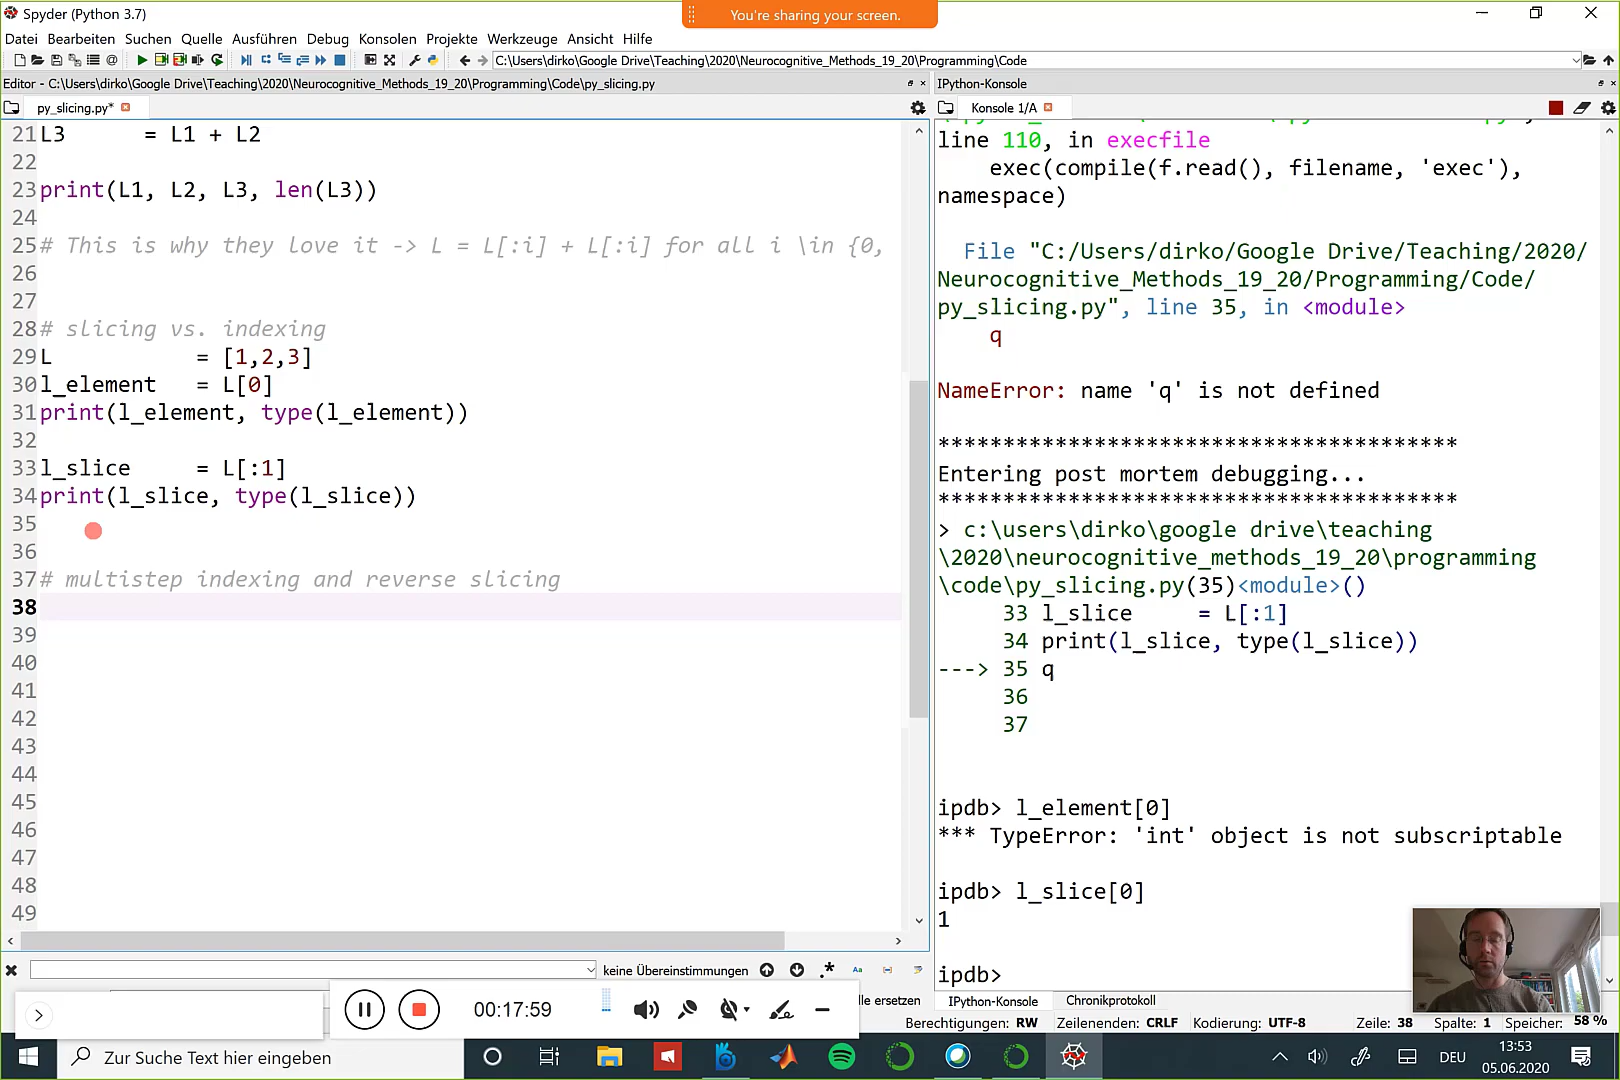 Spyder (Python 3.7)
You're sharing your screen.
Datei Bearbeiten Suchen Quelle Ausführen Debug Konsolen Projekte Werkzeuge Ansicht Hilfe
C:\Users\dirko\Google Drive\Teaching\2020\Neurocognitive_Methods_19_20\Programming\Code
Editor - C:\Users\dirko\Google Drive\Teaching\2020\Neurocognitive_Methods_19_20\Programming\Code\py_slicing.py
py_slicing.py*
21 L3 = L1 + L2
22
23 print(L1, L2, L3, len(L3))
24
25 # This is why they love it -> L = L[:i] + L[:i] for all i \in {0,
26
27
28 # slicing vs. indexing
29 L = [1,2,3]
30 l_element = L[0]
31 print(l_element, type(l_element))
32
33 l_slice = L[:1]
34 print(l_slice, type(l_slice))
35
36
37 # multistep indexing and reverse slicing
38
39
40
41
42
43
44
45
46
47
48
49
keine Übereinstimmungen
Aa
lle ersetzen
00:17:59
IPython-Konsole
Konsole 1/A
line 110, in execfile
exec(compile(f.read(), filename, 'exec'),
namespace)
File "C:/Users/dirko/Google Drive/Teaching/2020/
Neurocognitive_Methods_19_20/Programming/Code/
py_slicing.py", line 35, in <module>
q
NameError: name 'q' is not defined
****************************************
Entering post mortem debugging...
****************************************
> c:\users\dirko\google drive\teaching
\2020\neurocognitive_methods_19_20\programming
\code\py_slicing.py(35)<module>()
33 l_slice = L[:1]
34 print(l_slice, type(l_slice))
---> 35 q
36
37
ipdb> l_element[0]
*** TypeError: 'int' object is not subscriptable
ipdb> l_slice[0]
1
ipdb>
IPython-Konsole Chronikprotokoll
Berechtigungen: RW Zeilenenden: CRLF Kodierung: UTF-8 Zeile: 38 Spalte: 1 Speicher: 58 %
Zur Suche Text hier eingeben
DEU
13:53
05.06.2020